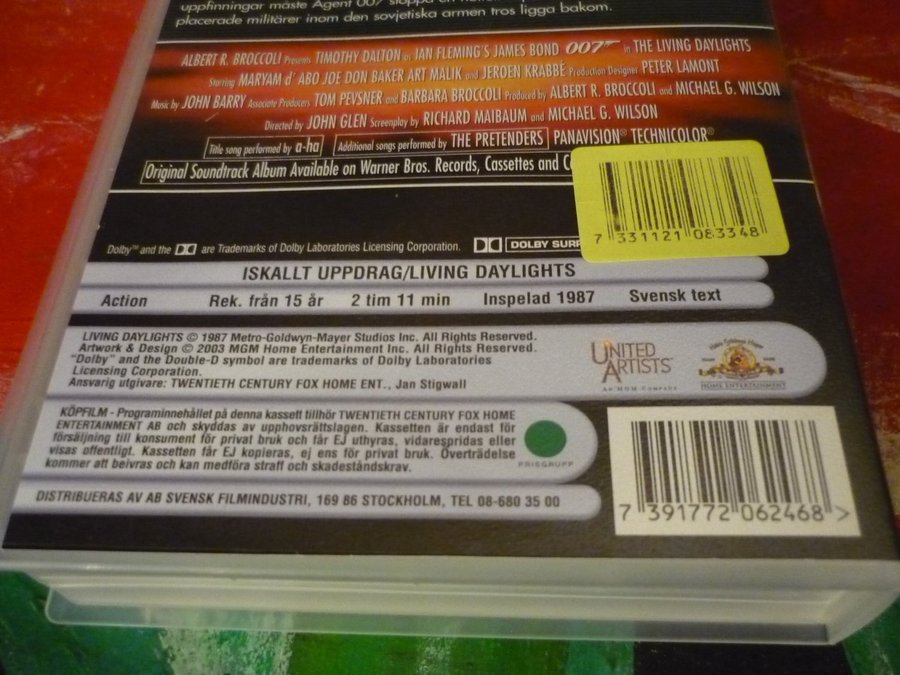 uppfinningar måste Agent 007 stoppa en
placerade militärer inom den sovjetiska armen tros ligga bakom.
ALBERT R. BROCCOLI Presents TIMOTHY DALTON as IAN FLEMING'S JAMES BOND 007 in THE LIVING DAYLIGHTS
Starring MARYAM d'ABO JOE DON BAKER ART MALIK and JEROEN KRABBÉ Production Designer PETER LAMONT
Music by JOHN BARRY Associate Producers TOM PEVSNER and BARBARA BROCCOLI Produced by ALBERT R. BROCCOLI and MICHAEL G. WILSON
Directed by JOHN GLEN Screenplay by RICHARD MAIBAUM and MICHAEL G. WILSON
Title song performed by a-ha Additional songs performed by THE PRETENDERS PANAVISION® TECHNICOLOR®
Original Soundtrack Album Available on Warner Bros. Records, Cassettes and
7 331121 083348
Dolby™ and the DD are Trademarks of Dolby Laboratories Licensing Corporation. DOLBY SURR
ISKALLT UPPDRAG/LIVING DAYLIGHTS
Action Rek. från 15 år 2 tim 11 min Inspelad 1987 Svensk text
LIVING DAYLIGHTS © 1987 Metro-Goldwyn-Mayer Studios Inc. All Rights Reserved.
Artwork & Design © 2003 MGM Home Entertainment Inc. All Rights Reserved.
"Dolby" and the Double-D symbol are trademarks of Dolby Laboratories
Licensing Corporation.
Ansvarig utgivare: TWENTIETH CENTURY FOX HOME ENT., Jan Stigwall
UNITED
ARTISTS
AN MGM COMPANY
HOME ENTERTAINMENT
KÖPFILM - Programinnehållet på denna kassett tillhör TWENTIETH CENTURY FOX HOME
ENTERTAINMENT AB och skyddas av upphovsrättslagen. Kassetten är endast för
försäljning till konsument för privat bruk och får EJ uthyras, vidarespridas eller
visas offentligt. Kassetten får EJ kopieras, ej ens för privat bruk. Överträdelse
kommer att beivras och kan medföra straff och skadeståndskrav.
PRISGRUPP
DISTRIBUERAS AV AB SVENSK FILMINDUSTRI, 169 86 STOCKHOLM, TEL 08-680 35 00
7 391772 062468 >